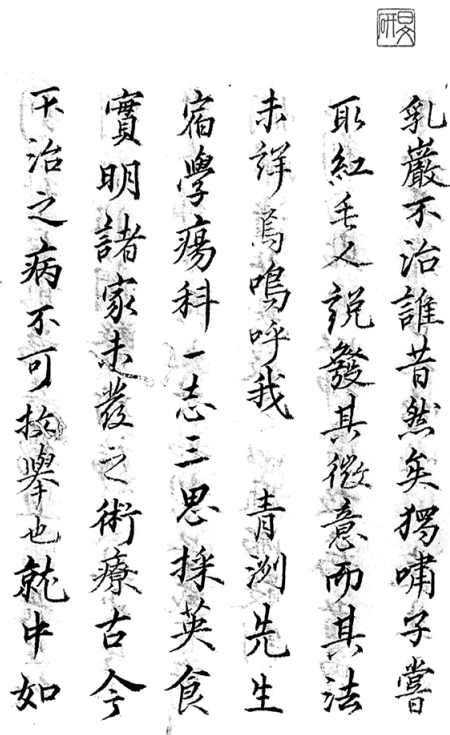 乳巖不治誰昔然矣獨嘯子嘗
取紅毛人説發其微意而其法
未詳焉嗚呼我 青洲先生
宿學瘍科一志三思採英食
實明諸家未發之術療古今
不治之病不可枚擧也就中如